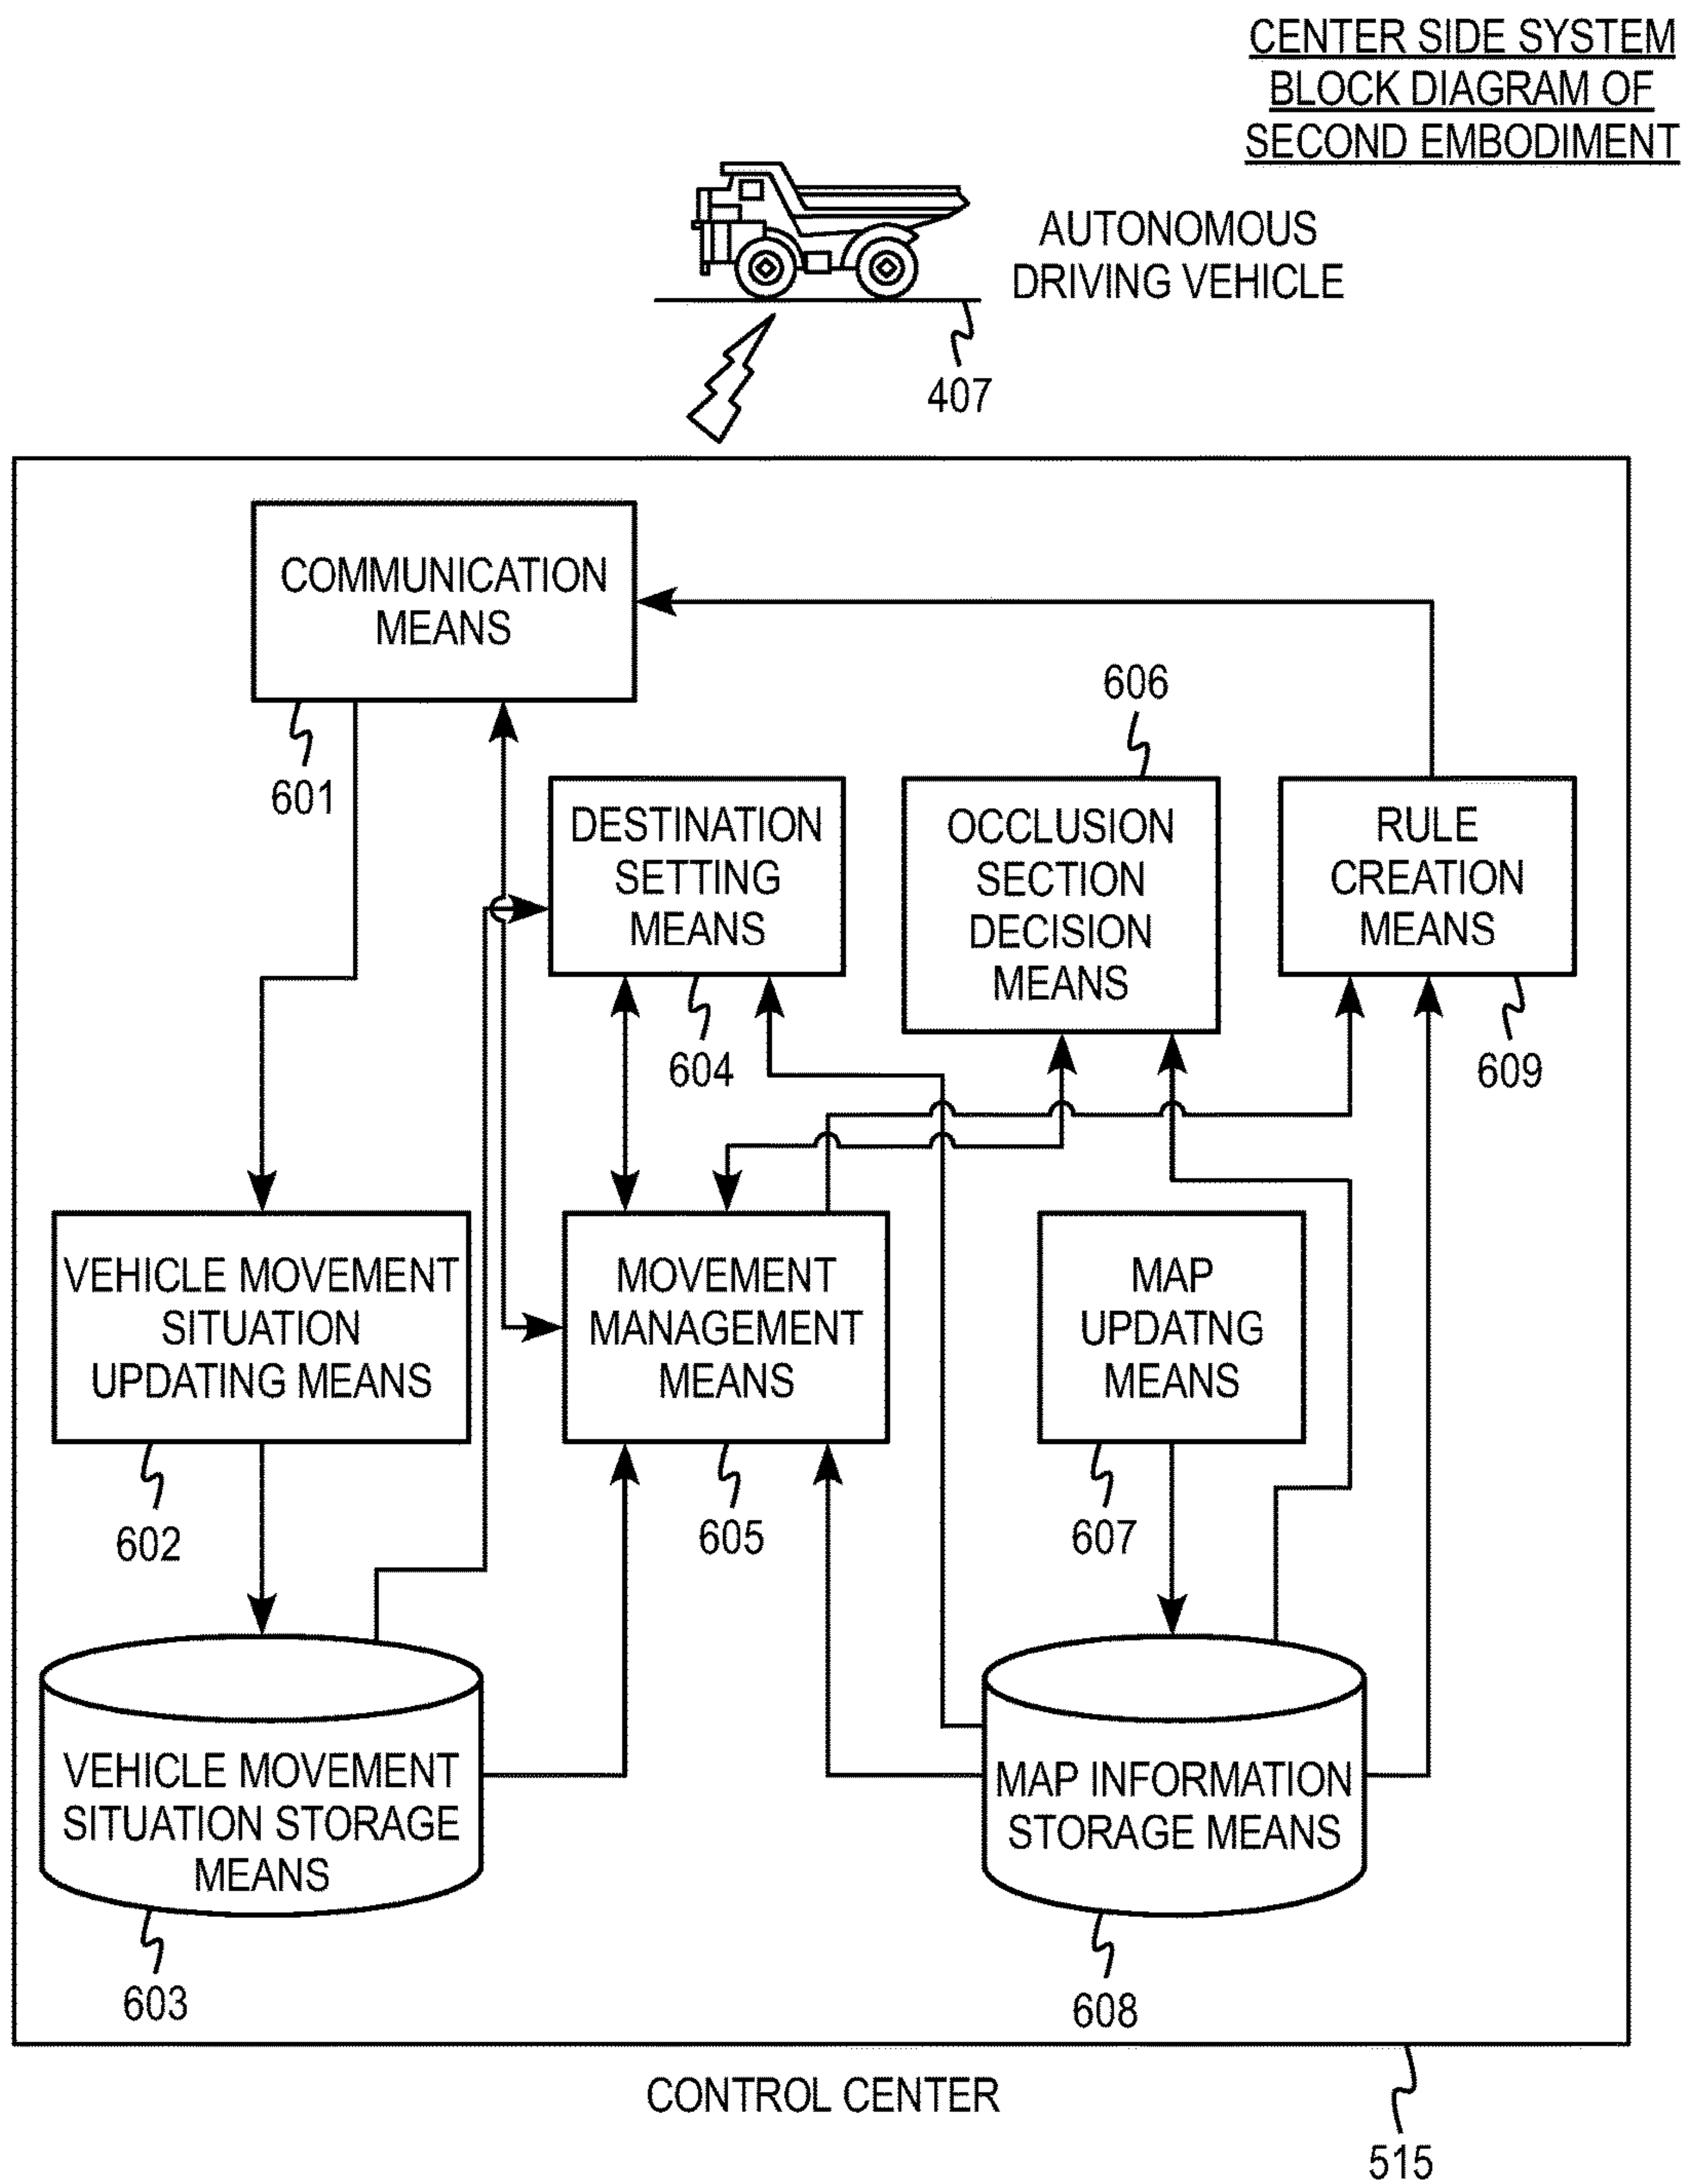 CENTER SIDE SYSTEM
BLOCK DIAGRAM OF
SECOND EMBODIMENT
AUTONOMOUS
DRIVING VEHICLE
407
COMMUNICATION
MEANS
601
606
DESTINATION
SETTING
MEANS
604
OCCLUSION
SECTION
DECISION
MEANS
RULE
CREATION
MEANS
609
VEHICLE MOVEMENT
SITUATION
UPDATING MEANS
602
MOVEMENT
MANAGEMENT
MEANS
605
MAP
UPDATNG
MEANS
607
VEHICLE MOVEMENT
SITUATION STORAGE
MEANS
603
MAP INFORMATION
STORAGE MEANS
608
CONTROL CENTER
515